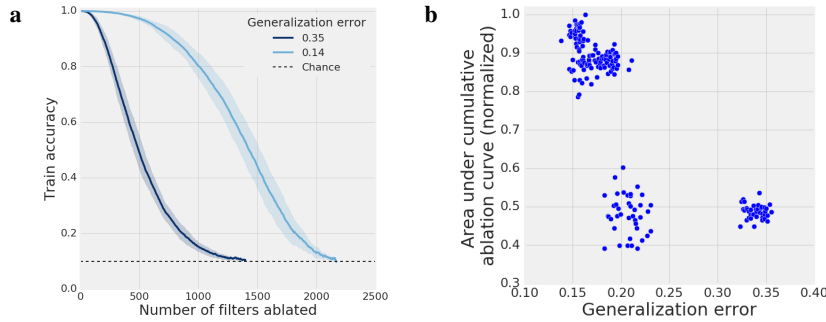 a
Generalization error
0.35
0.14
Chance
Train accuracy
1.0
0.8
0.6
0.4
0.2
0.0
0 500 1000 1500 2000 2500
Number of filters ablated
b
Area under cumulative
ablation curve (normalized)
1.0
0.9
0.8
0.7
0.6
0.5
0.4
0.3
0.10 0.15 0.20 0.25 0.30 0.35 0.40
Generalization error